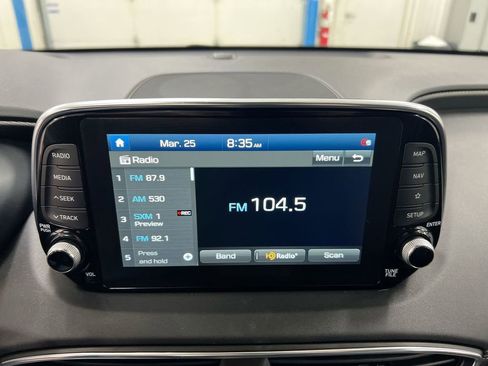 Mar. 25 8:35 AM
Radio Menu
1 FM 87.9
2 AM 530
3 SXM 1 REC
Preview
4 FM 92.1
5 Press
and hold
FM 104.5
Band HD Radio Scan
RADIO
MEDIA
SEEK
TRACK
PWR
PUSH
VOL
MAP
NAV
SETUP
ENTER
TUNE
FILE